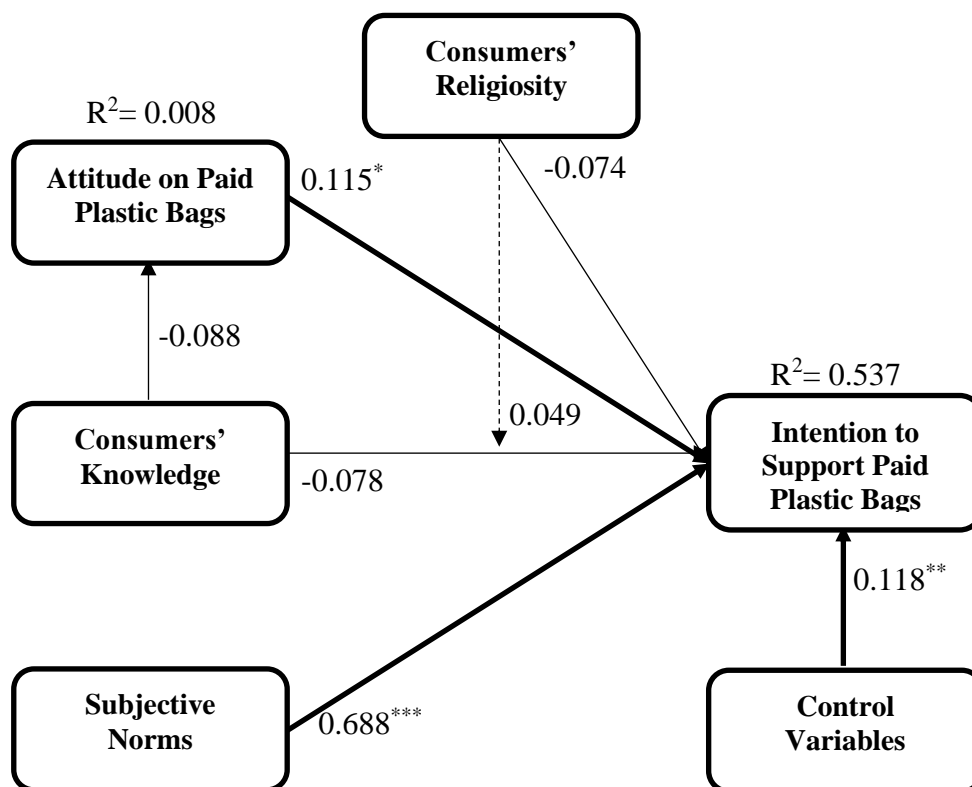 Consumers’
Religiosity
R²= 0.008
Attitude on Paid
Plastic Bags
0.115*
-0.074
-0.088
R²= 0.537
Consumers’
Knowledge
0.049
-0.078
Intention to
Support Paid
Plastic Bags
0.118**
Subjective
Norms
0.688***
Control
Variables